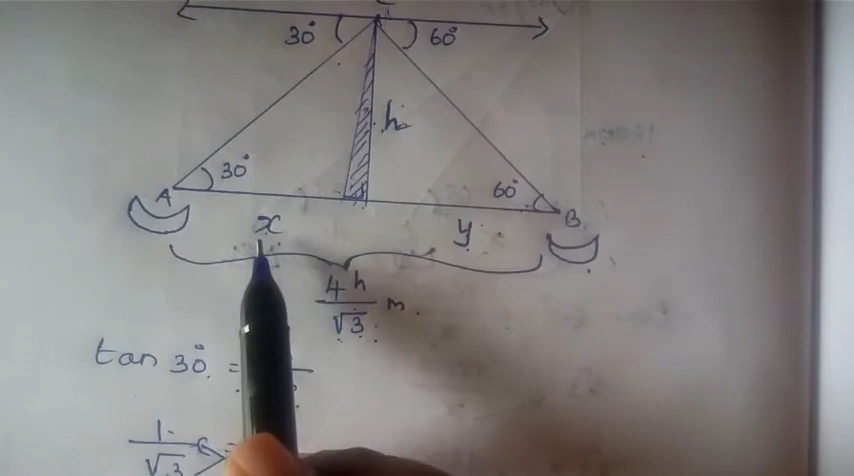 30° 60°
h
30°
A 60° B
x y
4h/√3 m
tan 30° =
1/√3 =